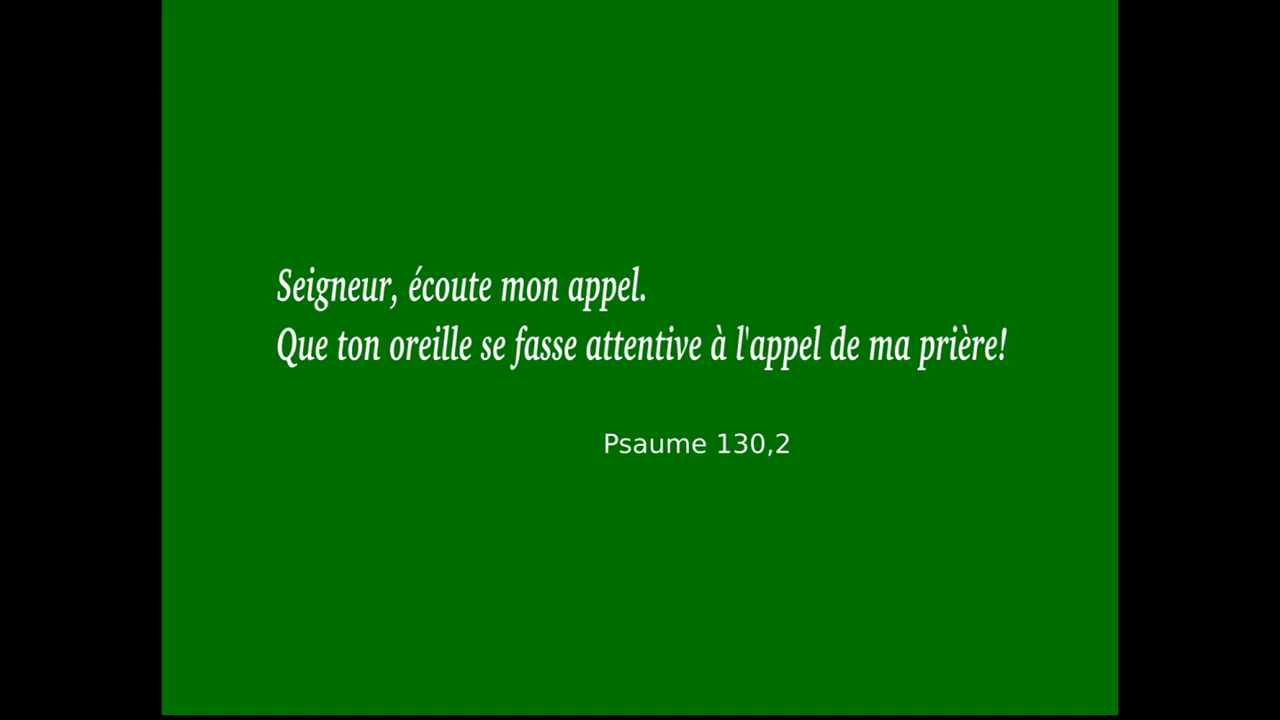 Seigneur, écoute mon appel.
Que ton oreille se fasse attentive à l'appel de ma prière!
Psaume 130,2